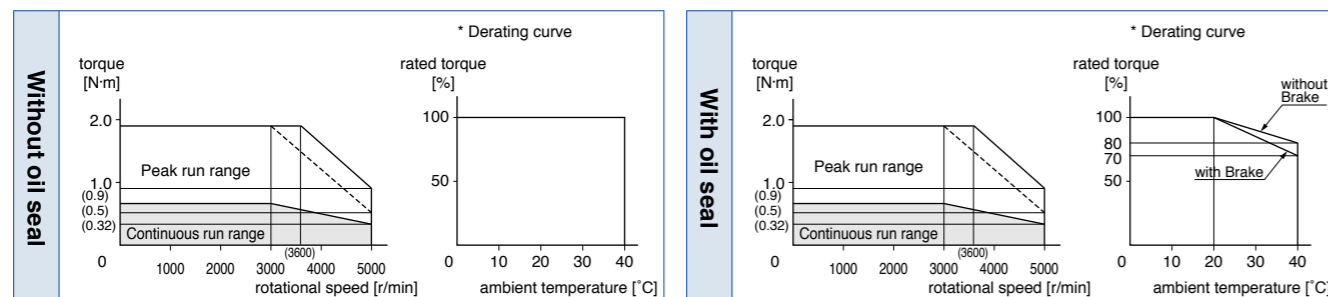 Without oil seal
* Derating curve
torque
[N·m]
rated torque
[%]
2.0
1.0
(0.9)
(0.5)
(0.32)
Peak run range
Continuous run range
100
50
(3600)
0 1000 2000 3000 4000 5000
rotational speed [r/min]
0 10 20 30 40
ambient temperature [˚C]
With oil seal
* Derating curve
torque
[N·m]
rated torque
[%]
without
Brake
2.0
1.0
(0.9)
(0.5)
(0.32)
Peak run range
Continuous run range
100
80
70
50
with Brake
(3600)
0 1000 2000 3000 4000 5000
rotational speed [r/min]
0 10 20 30 40
ambient temperature [˚C]